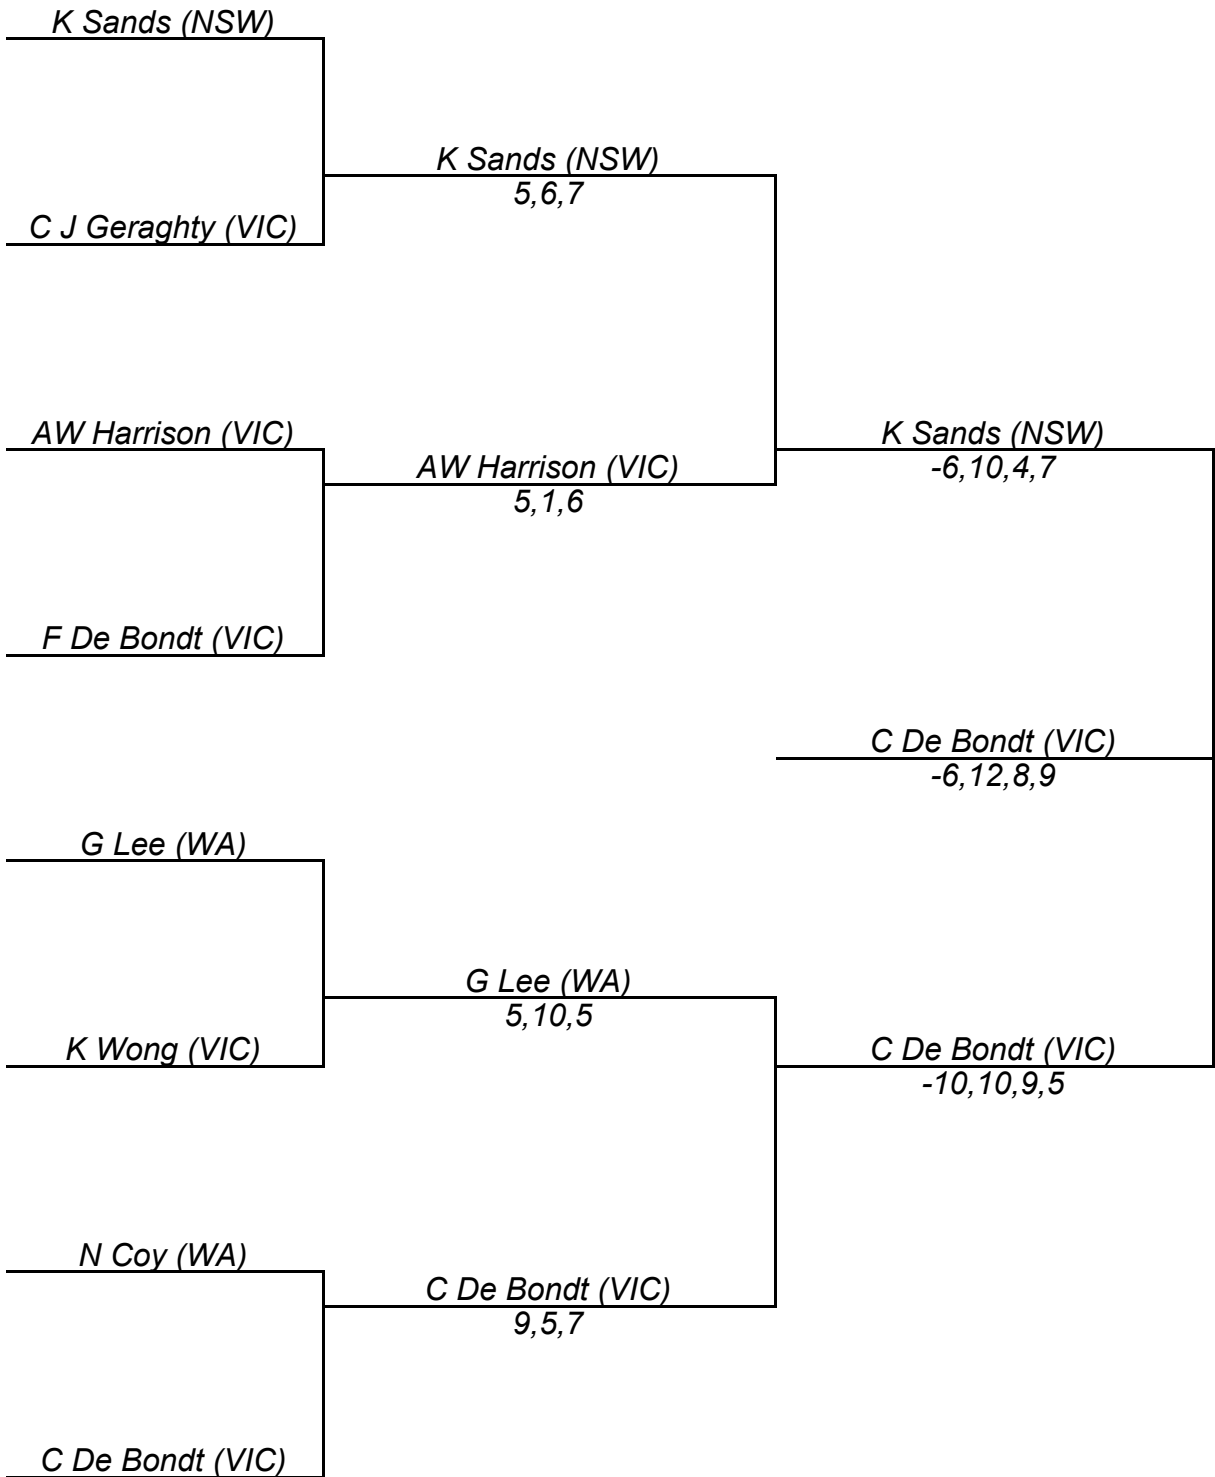 K Sands (NSW)
K Sands (NSW)
5,6,7
C J Geraghty (VIC)
AW Harrison (VIC)
K Sands (NSW)
AW Harrison (VIC)
-6,10,4,7
5,1,6
F De Bondt (VIC)
C De Bondt (VIC)
-6,12,8,9
G Lee (WA)
G Lee (WA)
5,10,5
K Wong (VIC)
C De Bondt (VIC)
-10,10,9,5
N Coy (WA)
C De Bondt (VIC)
9,5,7
C De Bondt (VIC)